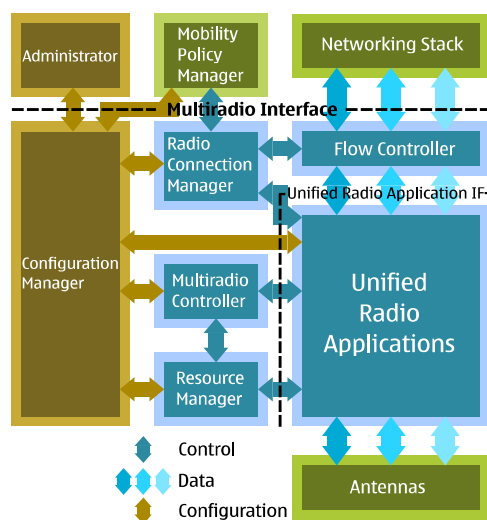 Administrator
Mobility
Policy
Manager
Networking Stack
Multiradio Interface
Radio
Connection
Manager
Flow Controller
Unified Radio Application IF
Configuration
Manager
Multiradio
Controller
Unified
Radio
Applications
Resource
Manager
Control
Data
Configuration
Antennas